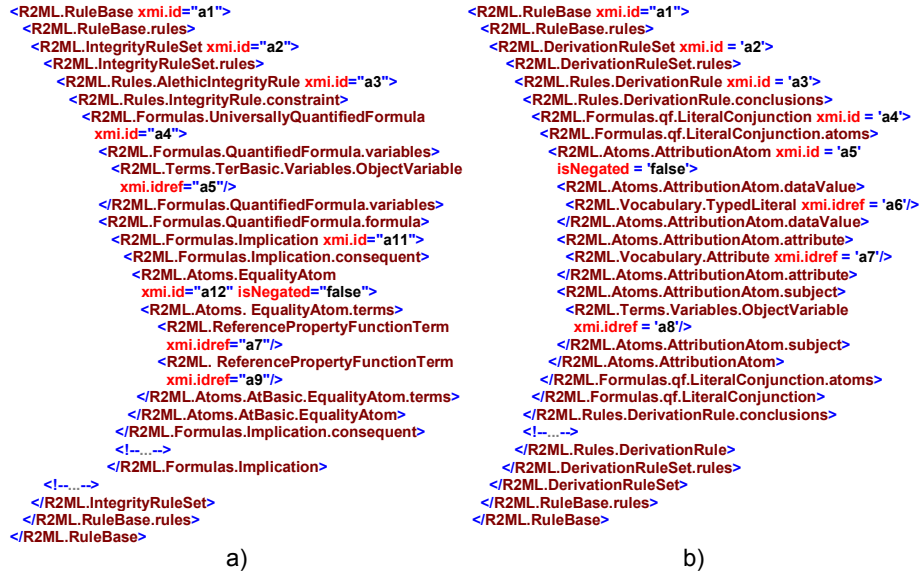 <R2ML.RuleBase xmi.id="a1">
<R2ML.RuleBase.rules>
<R2ML.IntegrityRuleSet xmi.id="a2">
<R2ML.IntegrityRuleSet.rules>
<R2ML.Rules.AlethicIntegrityRule xmi.id="a3">
<R2ML.Rules.IntegrityRule.constraint>
<R2ML.Formulas.UniversallyQuantifiedFormula
xmi.id="a4">
<R2ML.Formulas.QuantifiedFormula.variables>
<R2ML.Terms.TerBasic.Variables.ObjectVariable
xmi.idref="a5"/>
</R2ML.Formulas.QuantifiedFormula.variables>
<R2ML.Formulas.QuantifiedFormula.formula>
<R2ML.Formulas.Implication xmi.id="a11">
<R2ML.Formulas.Implication.consequent>
<R2ML.Atoms.EqualityAtom
xmi.id="a12" isNegated="false">
<R2ML.Atoms. EqualityAtom.terms>
<R2ML.ReferencePropertyFunctionTerm
xmi.idref="a7"/>
<R2ML. ReferencePropertyFunctionTerm
xmi.idref="a9"/>
</R2ML.Atoms.AtBasic.EqualityAtom.terms>
</R2ML.Atoms.AtBasic.EqualityAtom>
</R2ML.Formulas.Implication.consequent>
<!--...-->
</R2ML.Formulas.Implication>
<!--...-->
</R2ML.IntegrityRuleSet>
</R2ML.RuleBase.rules>
</R2ML.RuleBase>
a)
<R2ML.RuleBase xmi.id="a1">
<R2ML.RuleBase.rules>
<R2ML.DerivationRuleSet xmi.id = 'a2'>
<R2ML.DerivationRuleSet.rules>
<R2ML.Rules.DerivationRule xmi.id = 'a3'>
<R2ML.Rules.DerivationRule.conclusions>
<R2ML.Formulas.qf.LiteralConjunction xmi.id = 'a4'>
<R2ML.Formulas.qf.LiteralConjunction.atoms>
<R2ML.Atoms.AttributionAtom xmi.id = 'a5'
isNegated = 'false'>
<R2ML.Atoms.AttributionAtom.dataValue>
<R2ML.Vocabulary.TypedLiteral xmi.idref = 'a6'/>
</R2ML.Atoms.AttributionAtom.dataValue>
<R2ML.Atoms.AttributionAtom.attribute>
<R2ML.Vocabulary.Attribute xmi.idref = 'a7'/>
</R2ML.Atoms.AttributionAtom.attribute>
<R2ML.Atoms.AttributionAtom.subject>
<R2ML.Terms.Variables.ObjectVariable
xmi.idref = 'a8'/>
</R2ML.Atoms.AttributionAtom.subject>
</R2ML.Atoms.AttributionAtom>
</R2ML.Formulas.qf.LiteralConjunction.atoms>
</R2ML.Formulas.qf.LiteralConjunction>
</R2ML.Rules.DerivationRule.conclusions>
<!--...-->
</R2ML.Rules.DerivationRule>
</R2ML.DerivationRuleSet.rules>
</R2ML.DerivationRuleSet>
</R2ML.RuleBase.rules>
</R2ML.RuleBase>
b)